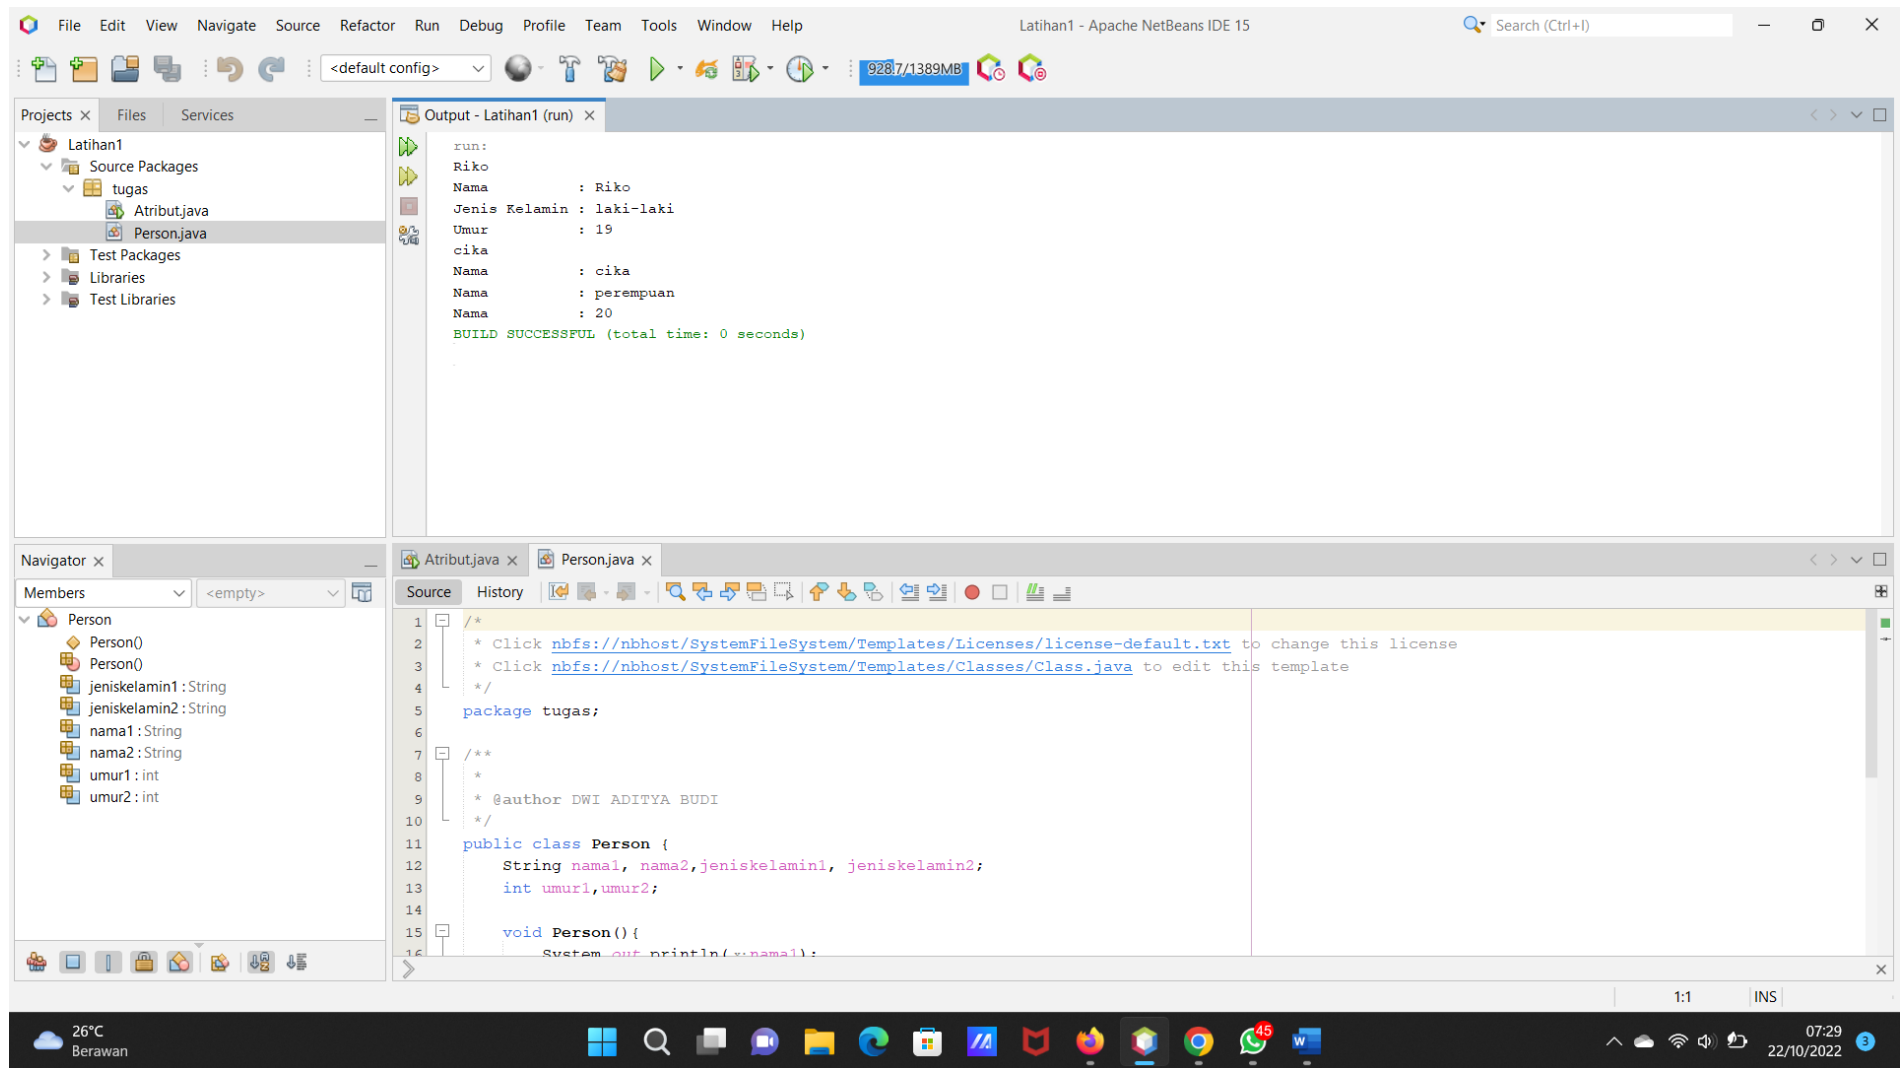 File Edit View Navigate Source Refactor Run Debug Profile Team Tools Window Help Latihan1 - Apache NetBeans IDE 15 Search (Ctrl+I)
<default config> 928.7/1389MB
Projects Files Services
Latihan1
Source Packages
tugas
Atribut.java
Person.java
Test Packages
Libraries
Test Libraries
Output - Latihan1 (run)
run:
Riko
Nama : Riko
Jenis Kelamin : laki-laki
Umur : 19
cika
Nama : cika
Nama : perempuan
Nama : 20
BUILD SUCCESSFUL (total time: 0 seconds)
Navigator
Members <empty>
Person
Person()
Person()
jeniskelamin1 : String
jeniskelamin2 : String
nama1 : String
nama2 : String
umur1 : int
umur2 : int
Atribut.java Person.java
Source History
1 /*
2 * Click nbfs://nbhost/SystemFileSystem/Templates/Licenses/license-default.txt to change this license
3 * Click nbfs://nbhost/SystemFileSystem/Templates/Classes/Class.java to edit this template
4 */
5 package tugas;
6
7 /**
8 *
9 * @author DWI ADITYA BUDI
10 */
11 public class Person {
12 String nama1, nama2,jeniskelamin1, jeniskelamin2;
13 int umur1,umur2;
14
15 void Person(){
16 System.out.println( x: nama1);
1:1 INS
26°C
Berawan
45
07:29
22/10/2022
3